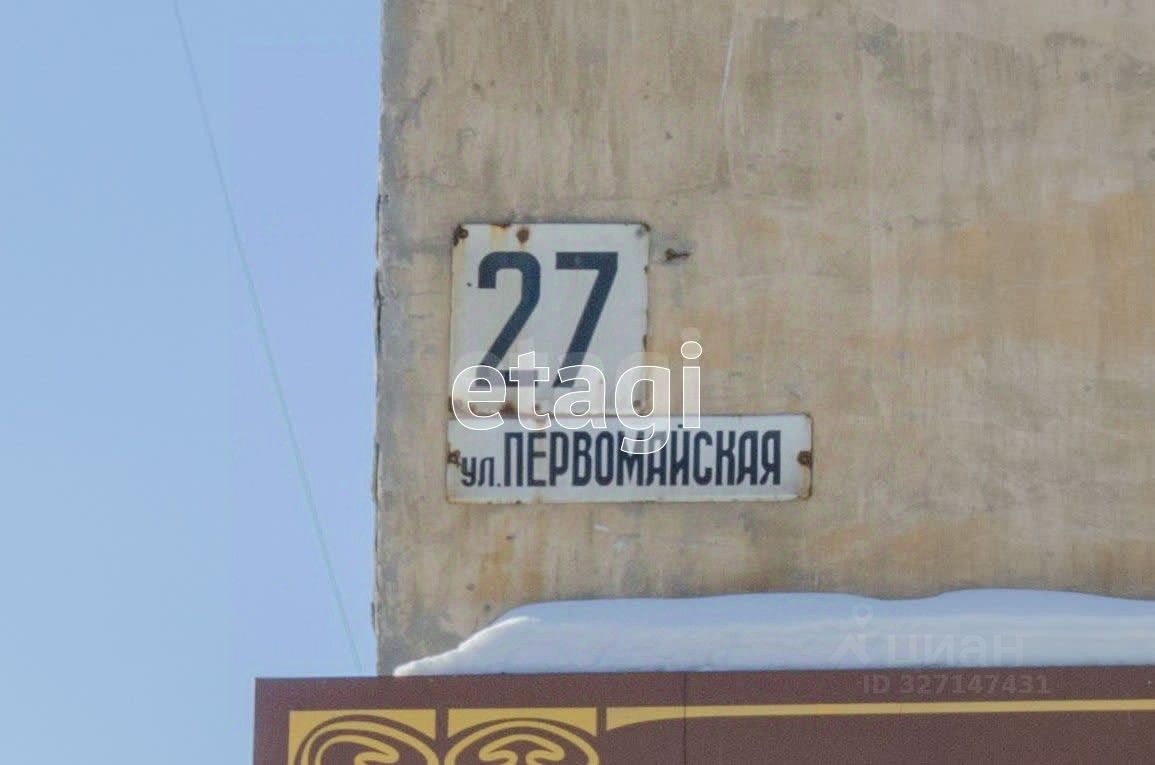 27
etagi
ул. ПЕРВОМАЙСКАЯ
циан
ID 327147431